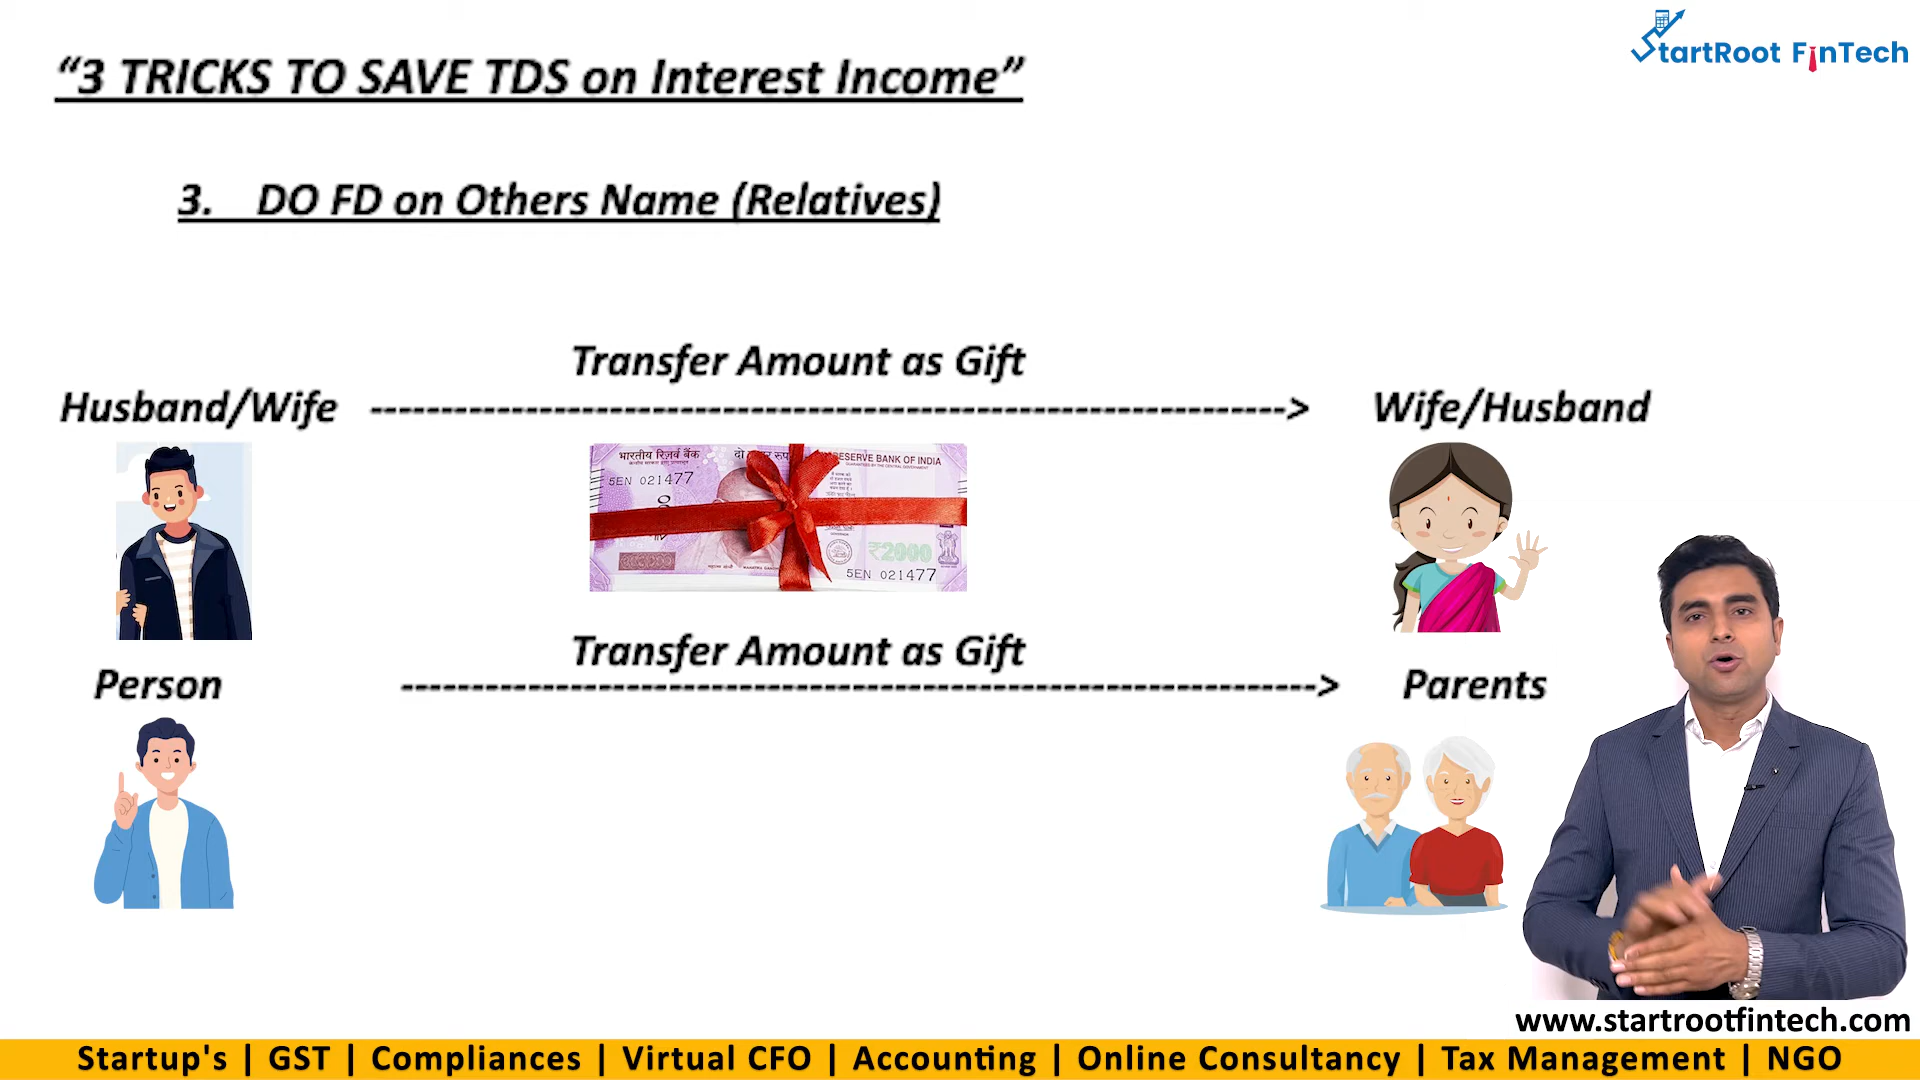 StartRoot FinTech
“3 TRICKS TO SAVE TDS on Interest Income”
3. DO FD on Others Name (Relatives)
Transfer Amount as Gift
Husband/Wife ----------------------------------------------------------------> Wife/Husband
भारतीय रिज़र्व बैंक
RESERVE BANK OF INDIA
5EN 021477
₹2000
5EN 021477
Transfer Amount as Gift
Person ----------------------------------------------------------------> Parents
www.startrootfintech.com
Startup's | GST | Compliances | Virtual CFO | Accounting | Online Consultancy | Tax Management | NGO